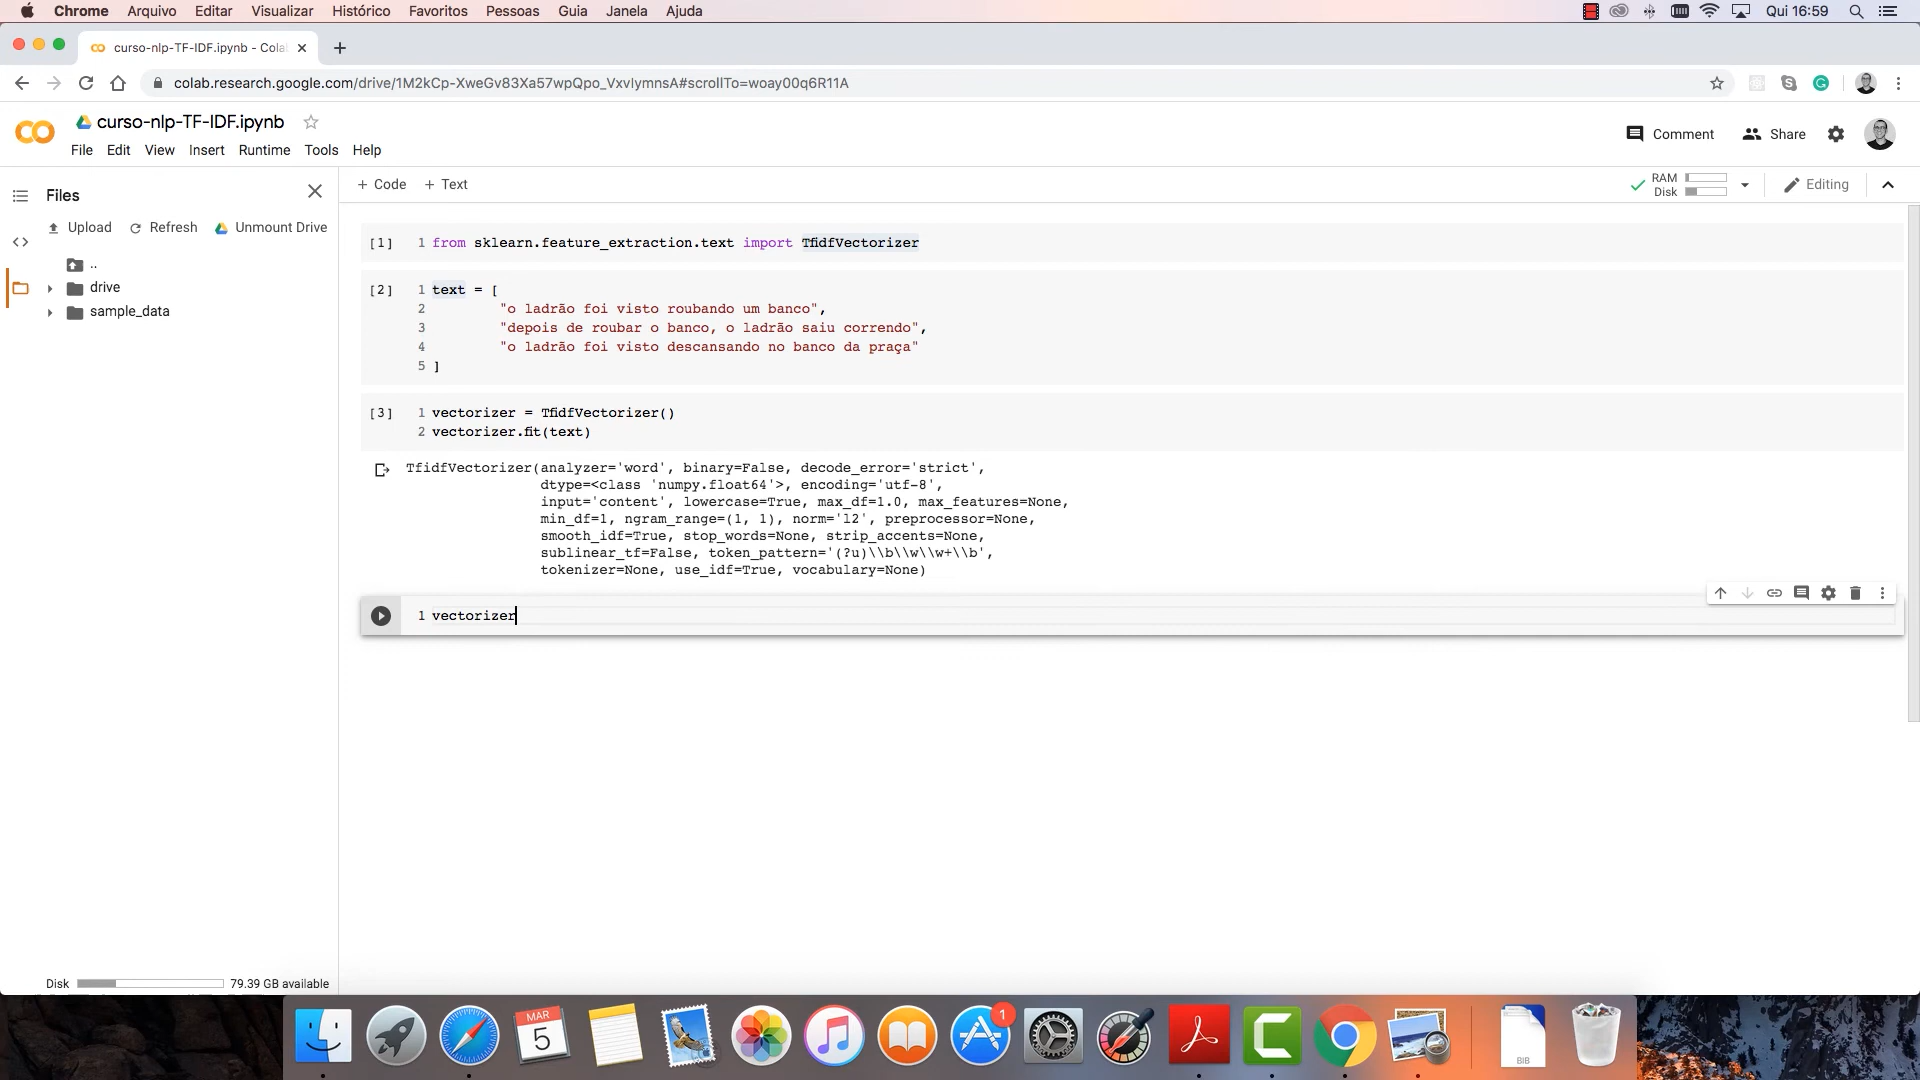 Chrome Arquivo Editar Visualizar Histórico Favoritos Pessoas Guia Janela Ajuda Qui 16:59
curso-nlp-TF-IDF.ipynb - Cola
colab.research.google.com/drive/1M2kCp-XweGv83Xa57wpQpo_VxvlymnsA#scrollTo=woay00q6R11A
curso-nlp-TF-IDF.ipynb
Comment Share
File Edit View Insert Runtime Tools Help
Files
+ Code + Text
RAM
Disk
Editing
Upload Refresh Unmount Drive
..
drive
sample_data
[1] 1 from sklearn.feature_extraction.text import TfidfVectorizer
[2] 1 text = [
2 "o ladrão foi visto roubando um banco",
3 "depois de roubar o banco, o ladrão saiu correndo",
4 "o ladrão foi visto descansando no banco da praça"
5 ]
[3] 1 vectorizer = TfidfVectorizer()
2 vectorizer.fit(text)
TfidfVectorizer(analyzer='word', binary=False, decode_error='strict',
dtype=<class 'numpy.float64'>, encoding='utf-8',
input='content', lowercase=True, max_df=1.0, max_features=None,
min_df=1, ngram_range=(1, 1), norm='l2', preprocessor=None,
smooth_idf=True, stop_words=None, strip_accents=None,
sublinear_tf=False, token_pattern='(?u)\\b\\w\\w+\\b',
tokenizer=None, use_idf=True, vocabulary=None)
1 vectorizer
Disk 79.39 GB available
MAR
5
1
BIB